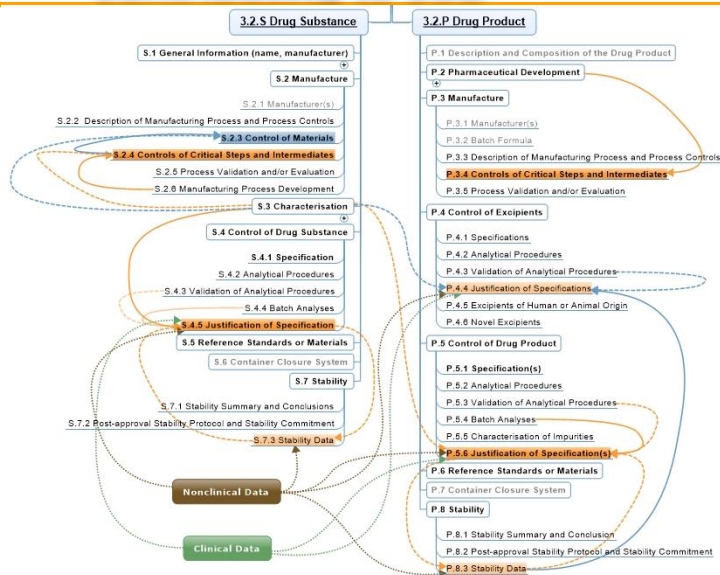 3.2.S Drug Substance
S.1 General Information (name, manufacturer)
S.2 Manufacture
S.2.1 Manufacturer(s)
S.2.2 Description of Manufacturing Process and Process Controls
S.2.3 Control of Materials
S.2.4 Controls of Critical Steps and Intermediates
S.2.5 Process Validation and/or Evaluation
S.2.6 Manufacturing Process Development
S.3 Characterisation
S.4 Control of Drug Substance
S.4.1 Specification
S.4.2 Analytical Procedures
S.4.3 Validation of Analytical Procedures
S.4.4 Batch Analyses
S.4.5 Justification of Specification
S.5 Reference Standards or Materials
S.6 Container Closure System
S.7 Stability
S.7.1 Stability Summary and Conclusions
S.7.2 Post-approval Stability Protocol and Stability Commitment
S.7.3 Stability Data
Nonclinical Data
Clinical Data
3.2.P Drug Product
P.1 Description and Composition of the Drug Product
P.2 Pharmaceutical Development
P.3 Manufacture
P.3.1 Manufacturer(s)
P.3.2 Batch Formula
P.3.3 Description of Manufacturing Process and Process Controls
P.3.4 Controls of Critical Steps and Intermediates
P.3.5 Process Validation and/or Evaluation
P.4 Control of Excipients
P.4.1 Specifications
P.4.2 Analytical Procedures
P.4.3 Validation of Analytical Procedures
P.4.4 Justification of Specifications
P.4.5 Excipients of Human or Animal Origin
P.4.6 Novel Excipients
P.5 Control of Drug Product
P.5.1 Specification(s)
P.5.2 Analytical Procedures
P.5.3 Validation of Analytical Procedures
P.5.4 Batch Analyses
P.5.5 Characterisation of Impurities
P.5.6 Justification of Specification(s)
P.6 Reference Standards or Materials
P.7 Container Closure System
P.8 Stability
P.8.1 Stability Summary and Conclusion
P.8.2 Post-approval Stability Protocol and Stability Commitment
P.8.3 Stability Data